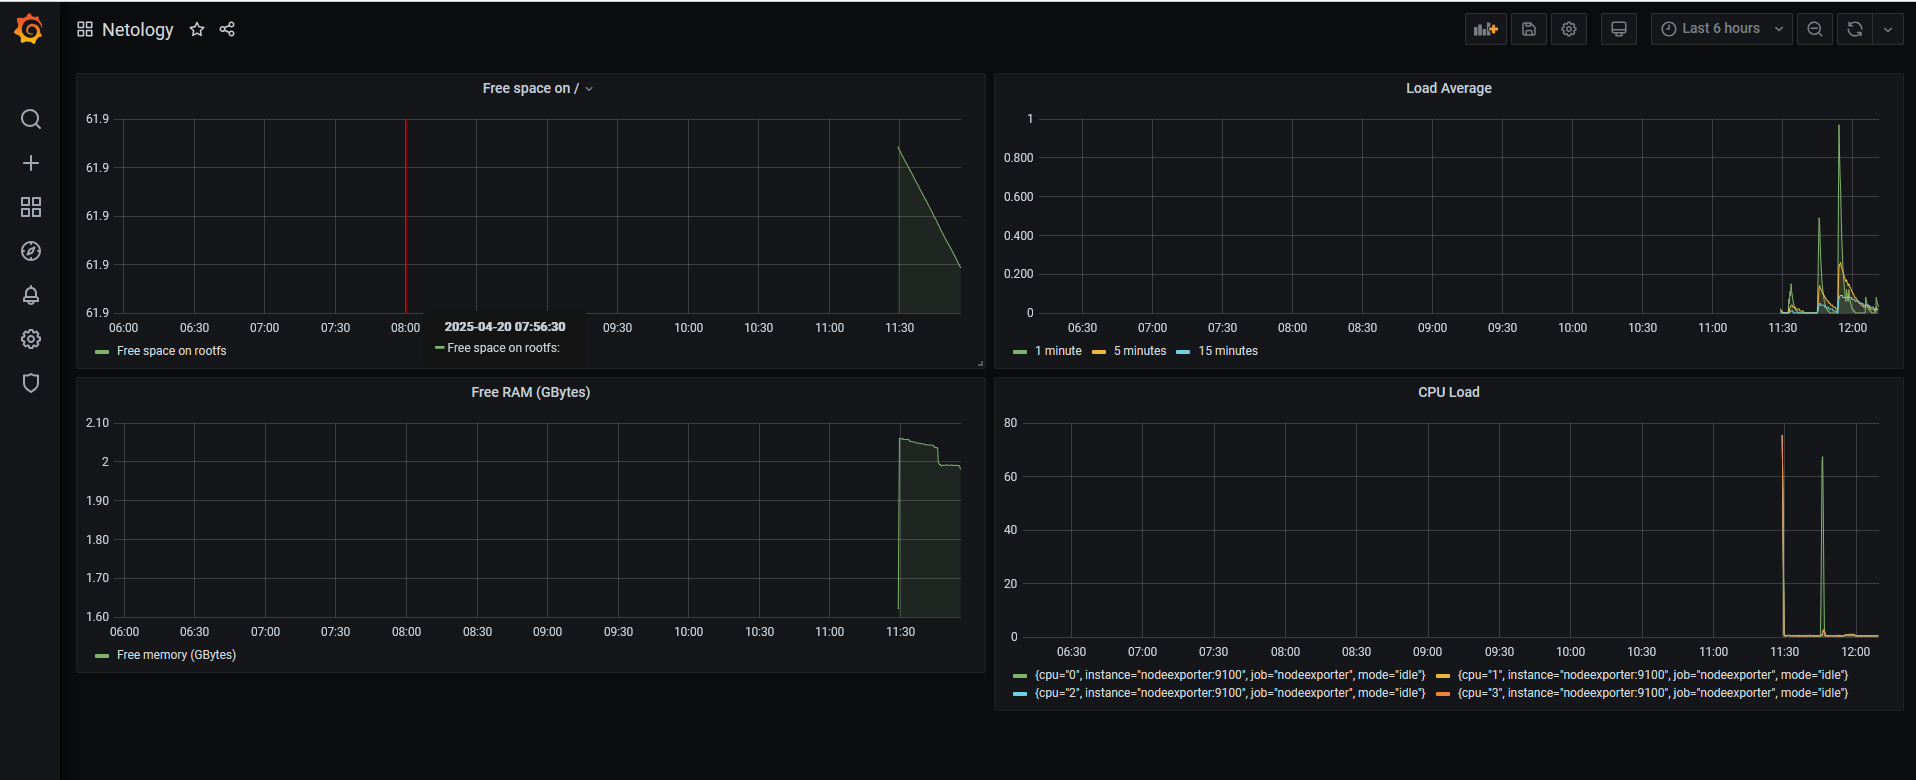 Netology
Last 6 hours
Free space on /
61.9
61.9
61.9
61.9
61.9
06:00 06:30 07:00 07:30 08:00 09:30 10:00 10:30 11:00 11:30
2025-04-20 07:56:30
Free space on rootfs:
Free space on rootfs
Load Average
1
0.800
0.600
0.400
0.200
0
06:30 07:00 07:30 08:00 08:30 09:00 09:30 10:00 10:30 11:00 11:30 12:00
1 minute 5 minutes 15 minutes
Free RAM (GBytes)
2.10
2
1.90
1.80
1.70
1.60
06:00 06:30 07:00 07:30 08:00 08:30 09:00 09:30 10:00 10:30 11:00 11:30
Free memory (GBytes)
CPU Load
80
60
40
20
0
06:30 07:00 07:30 08:00 08:30 09:00 09:30 10:00 10:30 11:00 11:30 12:00
{cpu="0", instance="nodeexporter:9100", job="nodeexporter", mode="idle"} {cpu="1", instance="nodeexporter:9100", job="nodeexporter", mode="idle"}
{cpu="2", instance="nodeexporter:9100", job="nodeexporter", mode="idle"} {cpu="3", instance="nodeexporter:9100", job="nodeexporter", mode="idle"}